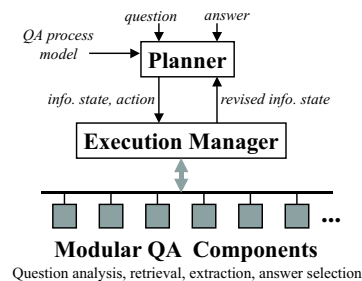 question answer
QA process
model
Planner
info. state, action revised info. state
Execution Manager
...
Modular QA Components
Question analysis, retrieval, extraction, answer selection